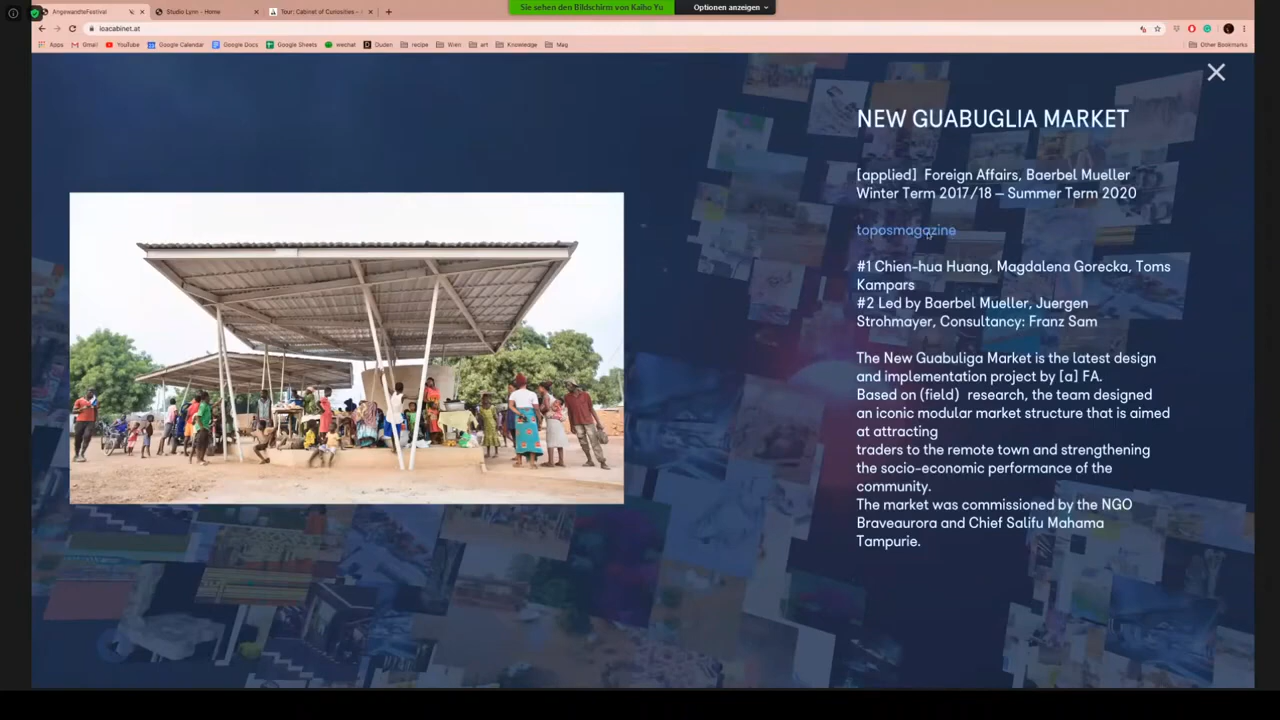 Sie sehen den Bildschirm von Kaiho Yu
Optionen anzeigen
AngewandteFestival
Studio Lynn - Home
Tour: Cabinet of Curiosities –
ioacabinet.at
Apps
Gmail
YouTube
Google Calendar
Google Docs
Google Sheets
wechat
Duden
recipe
Wien
art
Knowledge
Mag
Other Bookmarks
NEW GUABUGLIA MARKET
[applied] Foreign Affairs, Baerbel Mueller
Winter Term 2017/18 – Summer Term 2020
toposmagazine
#1 Chien-hua Huang, Magdalena Gorecka, Toms
Kampars
#2 Led by Baerbel Mueller, Juergen
Strohmayer, Consultancy: Franz Sam
The New Guabuliga Market is the latest design
and implementation project by [a] FA.
Based on (field) research, the team designed
an iconic modular market structure that is aimed
at attracting
traders to the remote town and strengthening
the socio-economic performance of the
community.
The market was commissioned by the NGO
Braveaurora and Chief Salifu Mahama
Tampurie.